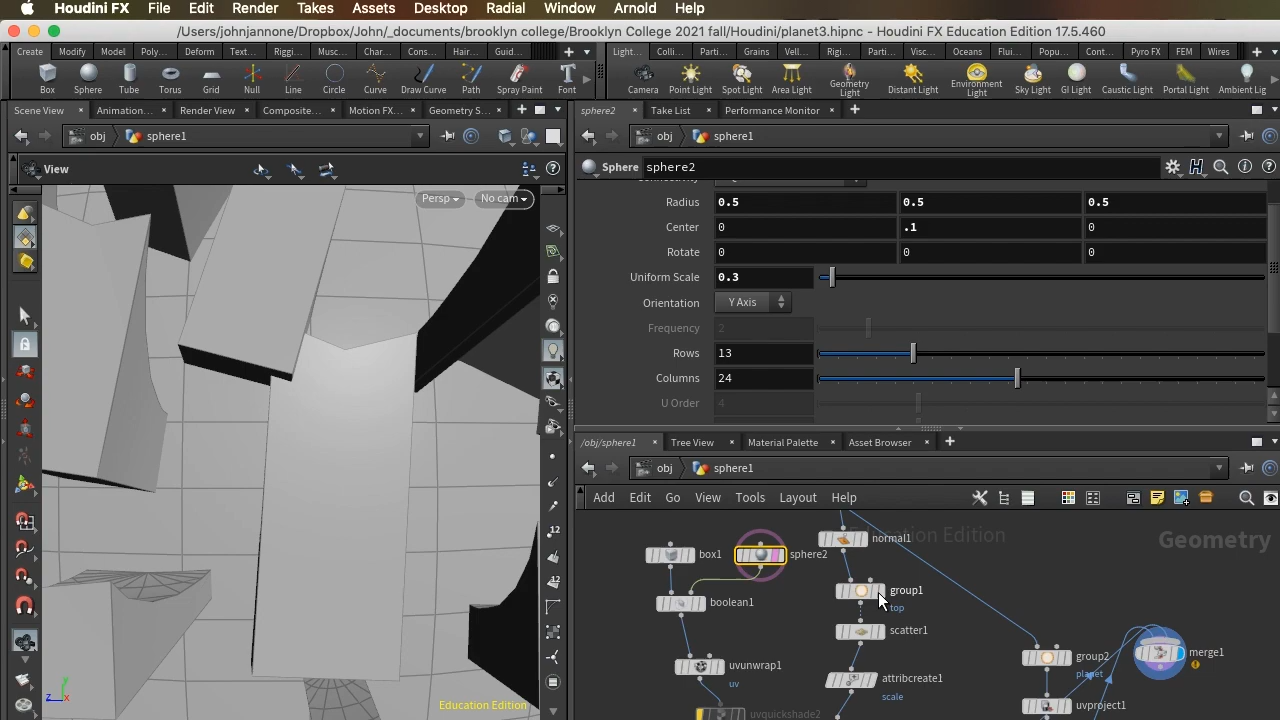 Houdini FX File Edit Render Takes Assets Desktop Radial Window Arnold Help
/Users/johnjannone/Dropbox/John/_documents/brooklyn college/Brooklyn College 2021 fall/Houdini/planet3.hipnc - Houdini FX Education Edition 17.5.460
Create Modify Model Poly... Deform Text... Riggi... Musc... Char... Cons... Hair... Guid... Light... Colli... Parti... Grains Vell... Rigi... Parti... Visc... Oceans Flui... Popu... Cont... Pyro FX FEM Wires
Box Sphere Tube Torus Grid Null Line Circle Curve Draw Curve Path Spray Paint Font Camera Point Light Spot Light Area Light Geometry Light Distant Light Environment Light Sky Light GI Light Caustic Light Portal Light Ambient Lig
Scene View Animation... Render View Composite... Motion FX... Geometry S... sphere2 Take List Performance Monitor
obj sphere1 obj sphere1
View Sphere sphere2
Persp No cam
Radius 0.5 0.5 0.5
Center 0 .1 0
Rotate 0 0 0
Uniform Scale 0.3
Orientation Y Axis
Frequency 2
Rows 13
Columns 24
U Order 4
/obj/sphere1 Tree View Material Palette Asset Browser
obj sphere1
Add Edit Go View Tools Layout Help
Education Edition Geometry
normal1
box1 sphere2
group1
top
boolean1
scatter1
group2
planet
merge1
uvunwrap1
uv
attribcreate1
scale
uvproject1
uvquickshade2
12
12
z x
Education Edition